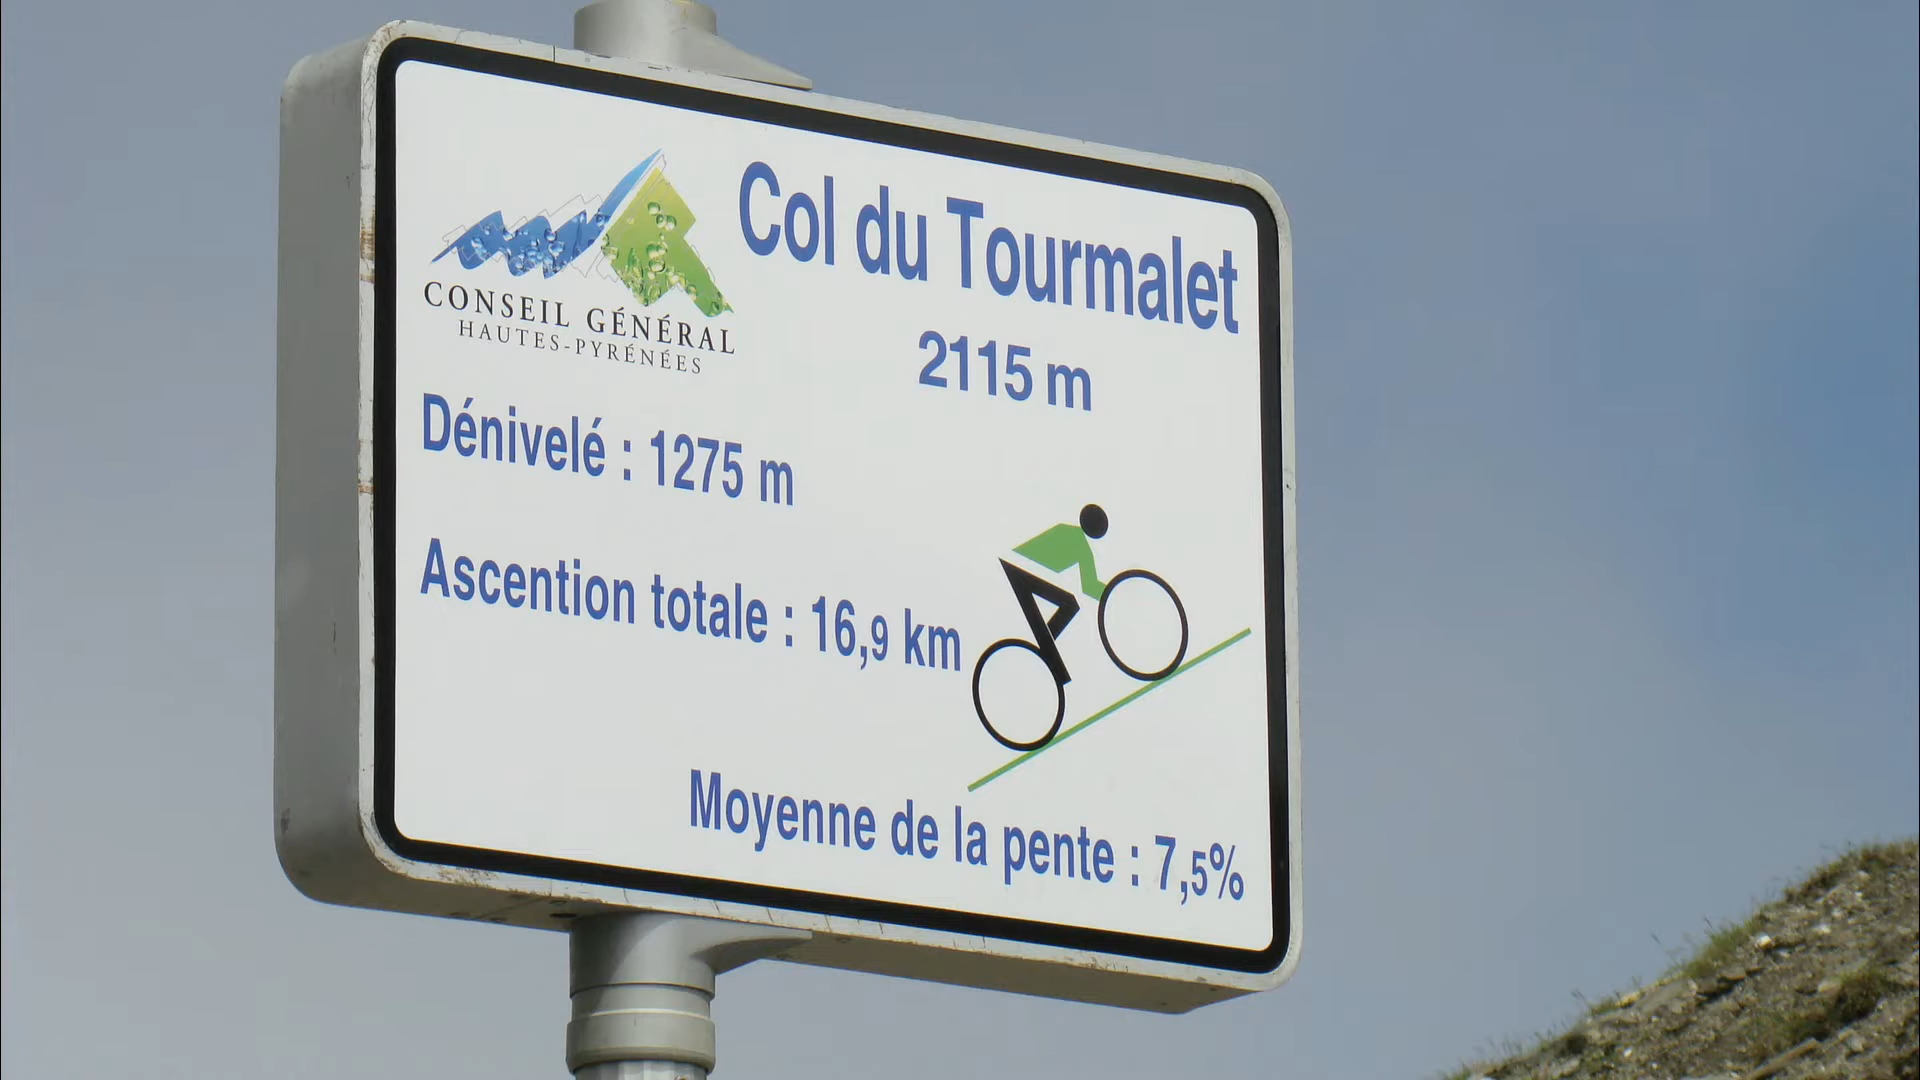 Col du Tourmalet
2115 m
CONSEIL GÉNÉRAL
HAUTES-PYRÉNÉES
Dénivelé : 1275 m
Ascention totale : 16,9 km
Moyenne de la pente : 7,5%